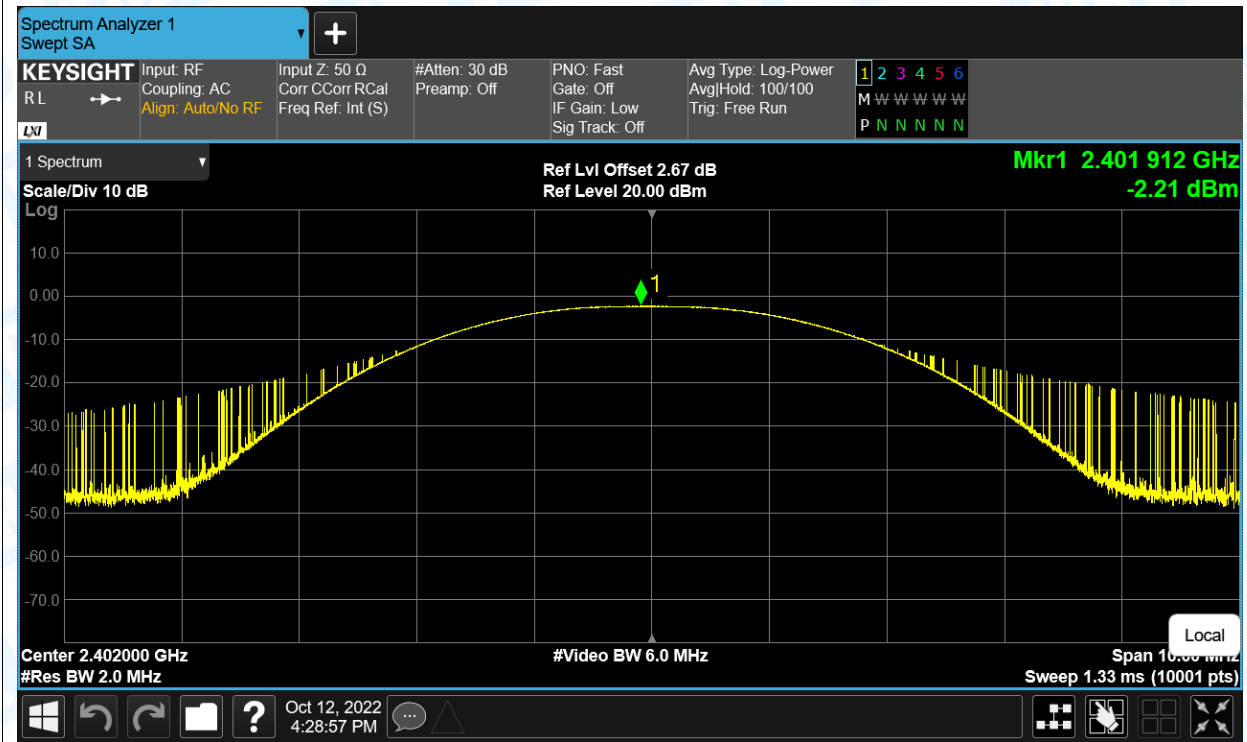 Spectrum Analyzer 1
Swept SA
KEYSIGHT
R L
LXI
Input: RF
Coupling: AC
Align: Auto/No RF
Input Z: 50 Ω
Corr CCorr RCal
Freq Ref: Int (S)
#Atten: 30 dB
Preamp: Off
PNO: Fast
Gate: Off
IF Gain: Low
Sig Track: Off
Avg Type: Log-Power
Avg|Hold: 100/100
Trig: Free Run
1 2 3 4 5 6
M W W W W W
P N N N N N
1 Spectrum
Scale/Div 10 dB
Ref Lvl Offset 2.67 dB
Ref Level 20.00 dBm
Mkr1 2.401 912 GHz
-2.21 dBm
Log
10.0
0.00
-10.0
-20.0
-30.0
-40.0
-50.0
-60.0
-70.0
1
Local
Center 2.402000 GHz
#Res BW 2.0 MHz
#Video BW 6.0 MHz
Span 10.00 MHz
Sweep 1.33 ms (10001 pts)
?
Oct 12, 2022
4:28:57 PM